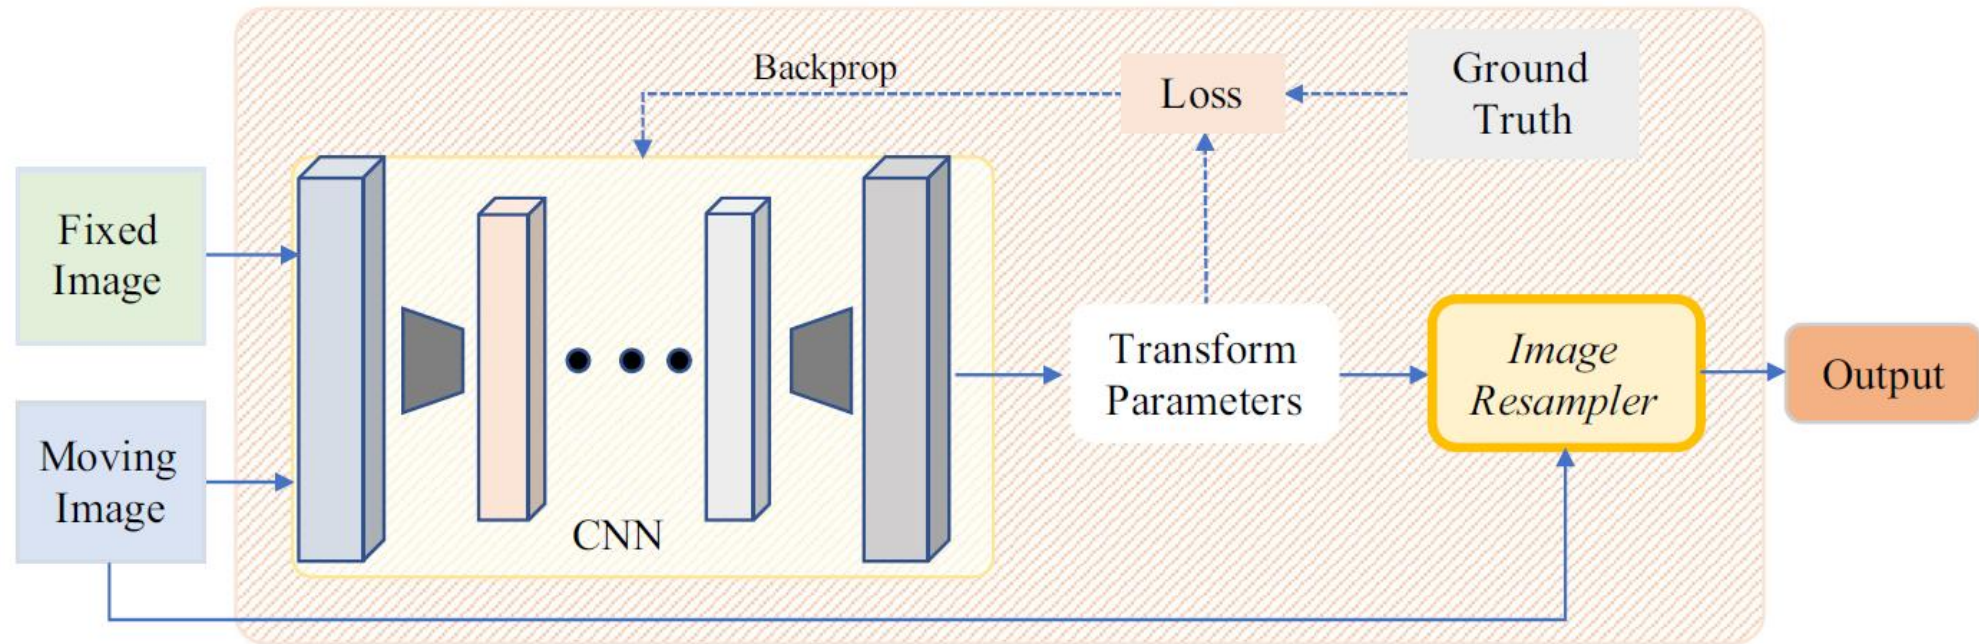 Backprop
Loss
Ground
Truth
Fixed
Image
Moving
Image
CNN
Transform
Parameters
Image
Resampler
Output